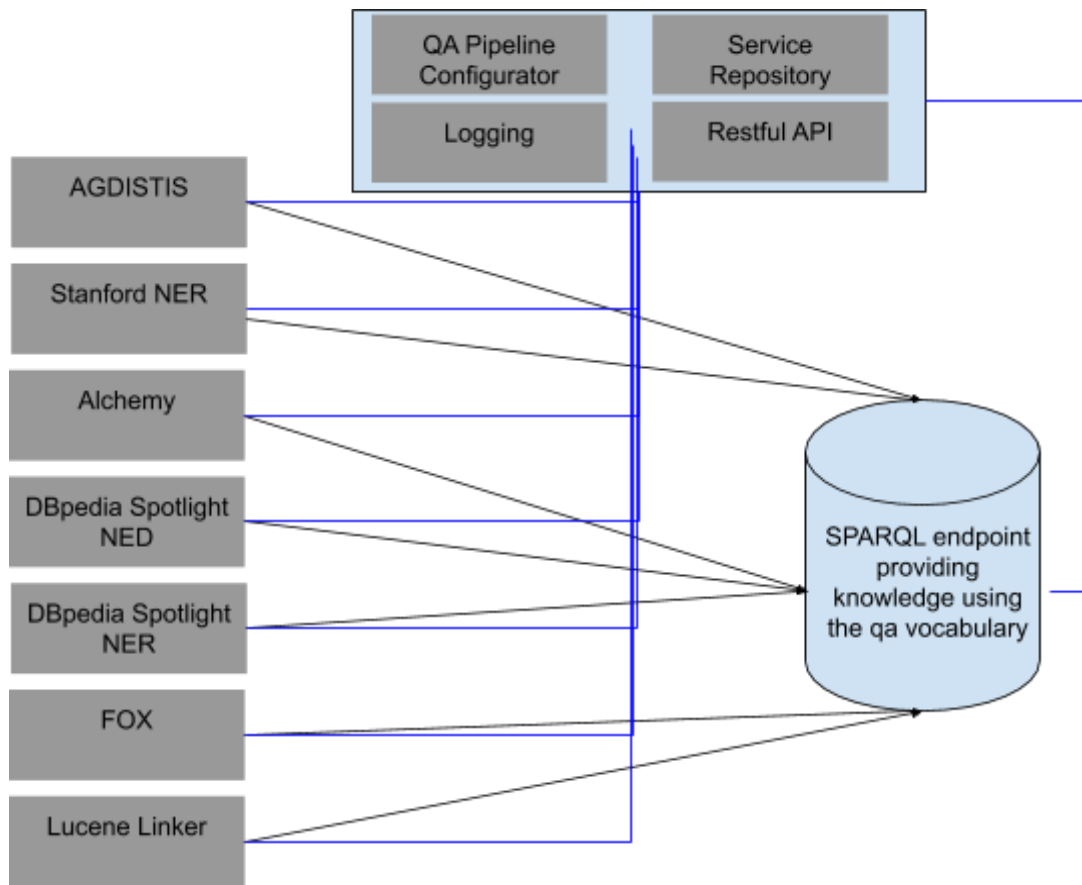 QA Pipeline
Configurator
Service
Repository
Logging
Restful API
AGDISTIS
Stanford NER
Alchemy
DBpedia Spotlight
NED
DBpedia Spotlight
NER
FOX
Lucene Linker
SPARQL endpoint
providing
knowledge using
the qa vocabulary